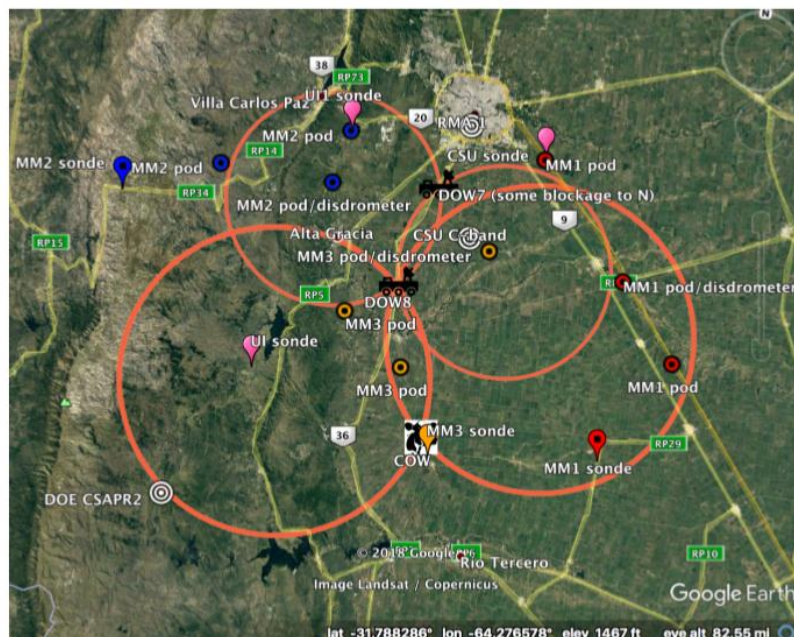 N
38
RP73
Villa Carlos Paz
UI1 sonde
20
RMA1
MM2 pod
CSU sonde
MM1 pod
MM2 sonde
MM2 pod
RP14
RP34
DOW7 (some blockage to N)
MM2 pod/disdrometer
9
RP15
Alta Gracia
CSU C-band
MM3 pod/disdrometer
MM1 pod/disdrometer
RP5
DOW8
MM3 pod
UI sonde
MM3 pod
MM1 pod
36
MM3 sonde
COW
RP29
MM1 sonde
DOE CSAPR2
© 2018 Google
RP6
Rio Tercero
RP10
Image Landsat / Copernicus
Google Earth
lat -31.788286° lon -64.276578° elev 1467 ft eye alt 82.55 mi